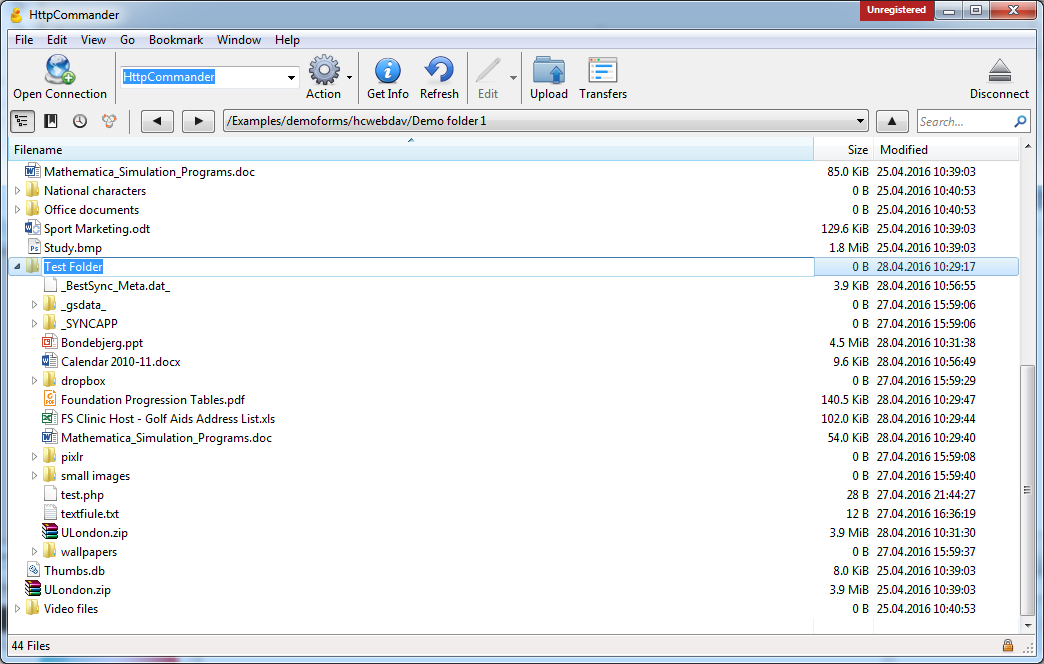 HttpCommander
Unregistered
File Edit View Go Bookmark Window Help
Open Connection HttpCommander Action Get Info Refresh Edit Upload Transfers Disconnect
/Examples/demoforms/hcwebdav/Demo folder 1 Search...
Filename Size Modified
Mathematica_Simulation_Programs.doc 85.0 KiB 25.04.2016 10:39:03
National characters 0 B 25.04.2016 10:40:53
Office documents 0 B 25.04.2016 10:40:53
Sport Marketing.odt 129.6 KiB 25.04.2016 10:39:03
Study.bmp 1.8 MiB 25.04.2016 10:39:03
Test Folder 0 B 28.04.2016 10:29:17
_BestSync_Meta.dat_ 3.9 KiB 28.04.2016 10:56:55
_gsdata_ 0 B 27.04.2016 15:59:06
_SYNCAPP 0 B 27.04.2016 15:59:06
Bondebjerg.ppt 4.5 MiB 28.04.2016 10:31:38
Calendar 2010-11.docx 9.6 KiB 28.04.2016 10:56:49
dropbox 0 B 27.04.2016 15:59:29
Foundation Progression Tables.pdf 140.5 KiB 28.04.2016 10:29:47
FS Clinic Host - Golf Aids Address List.xls 102.0 KiB 28.04.2016 10:29:44
Mathematica_Simulation_Programs.doc 54.0 KiB 28.04.2016 10:29:40
pixlr 0 B 27.04.2016 15:59:08
small images 0 B 27.04.2016 15:59:40
test.php 28 B 27.04.2016 21:44:27
textfiule.txt 12 B 27.04.2016 16:36:19
ULondon.zip 3.9 MiB 28.04.2016 10:31:30
wallpapers 0 B 27.04.2016 15:59:37
Thumbs.db 8.0 KiB 25.04.2016 10:39:03
ULondon.zip 3.9 MiB 25.04.2016 10:39:03
Video files 0 B 25.04.2016 10:40:53
44 Files